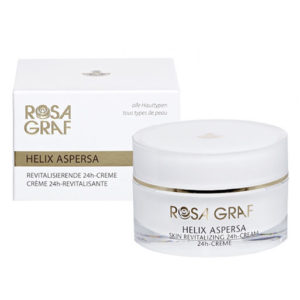 alle Hauttypen
tous types de peau
ROSA
GRAF
HELIX ASPERSA
REVITALISIERENDE 24h-CREME
CRÈME 24h-REVITALISANTE
ROSA GRAF
HELIX ASPERSA
SKIN REVITALIZING 24h-CREAM
24h-CREME